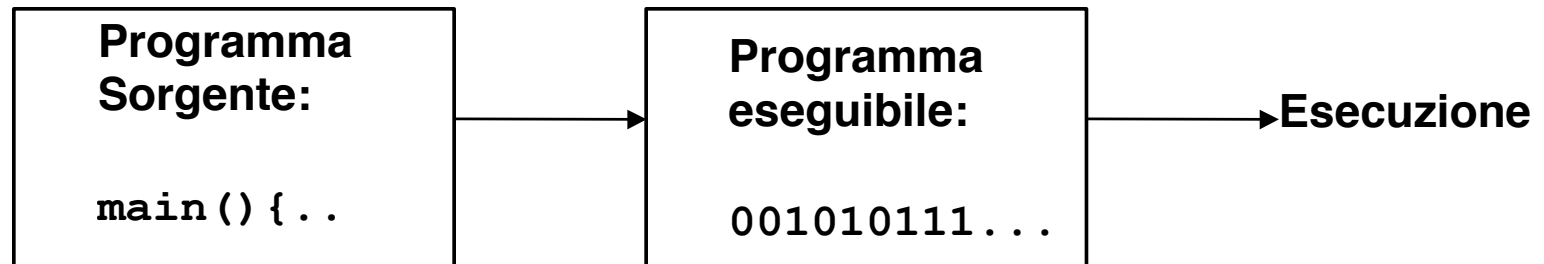 Programma
Sorgente:
main(){..
Programma
eseguibile:
001010111...
Esecuzione